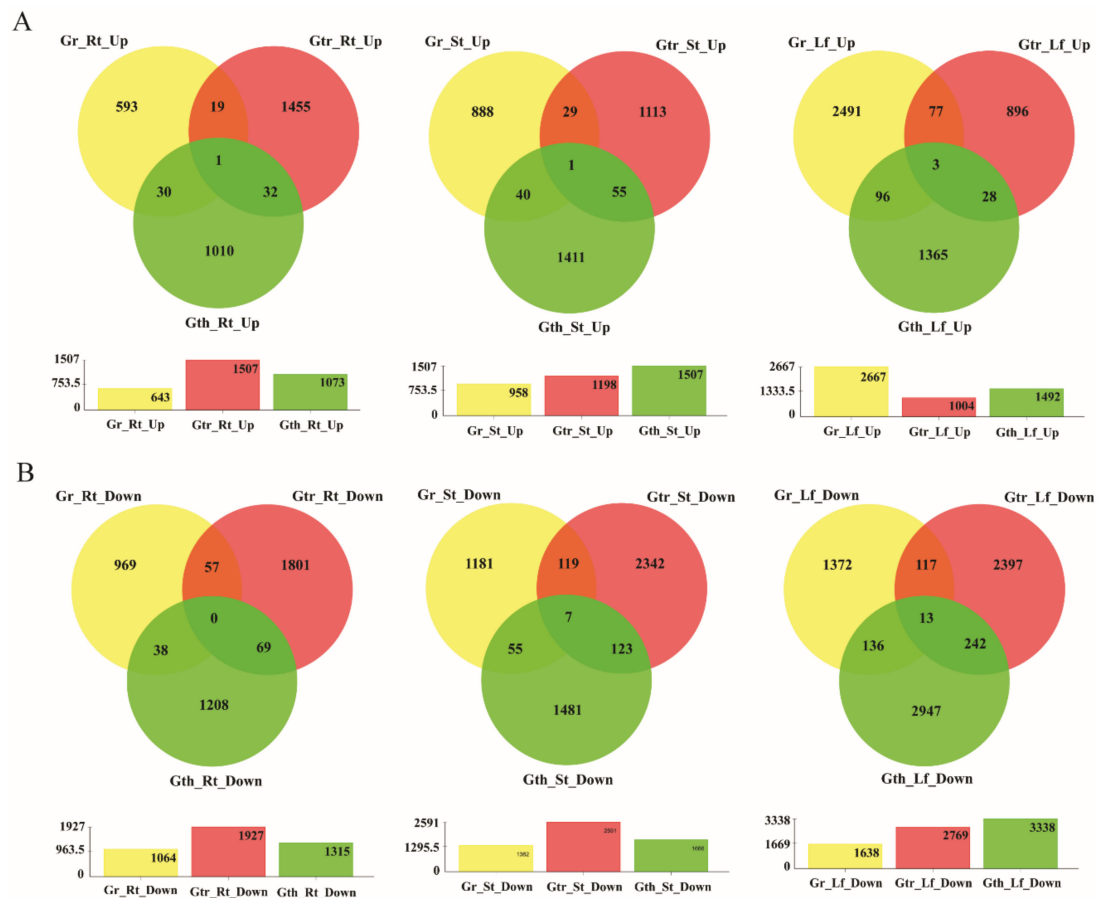 A
Gr_Rt_Up
Gtr_Rt_Up
593
19
1455
1
30
32
1010
Gth_Rt_Up
Gr_St_Up
Gtr_St_Up
888
29
1113
1
40
55
1411
Gth_St_Up
Gr_Lf_Up
Gtr_Lf_Up
2491
77
896
3
96
28
1365
Gth_Lf_Up
1507
753.5
0
643
1507
1073
Gr_Rt_Up
Gtr_Rt_Up
Gth_Rt_Up
1507
753.5
0
958
1198
1507
Gr_St_Up
Gtr_St_Up
Gth_St_Up
2667
1333.5
0
2667
1004
1492
Gr_Lf_Up
Gtr_Lf_Up
Gth_Lf_Up
B
Gr_Rt_Down
Gtr_Rt_Down
969
57
1801
0
38
69
1208
Gth_Rt_Down
Gr_St_Down
Gtr_St_Down
1181
119
2342
7
55
123
1481
Gth_St_Down
Gr_Lf_Down
Gtr_Lf_Down
1372
117
2397
13
136
242
2947
Gth_Lf_Down
1927
963.5
0
1064
1927
1315
Gr_Rt_Down
Gtr_Rt_Down
Gth_Rt_Down
2591
1295.5
0
1362
2591
1666
Gr_St_Down
Gtr_St_Down
Gth_St_Down
3338
1669
0
1638
2769
3338
Gr_Lf_Down
Gtr_Lf_Down
Gth_Lf_Down